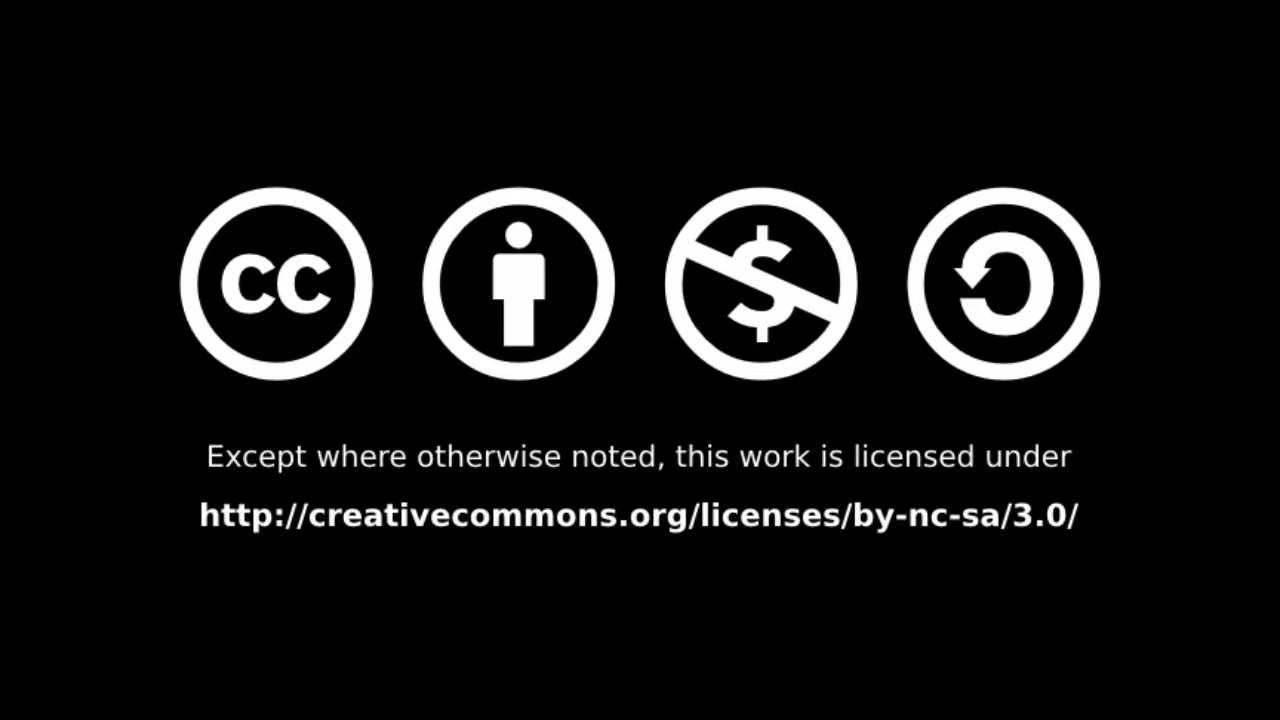 cc
Except where otherwise noted, this work is licensed under
http://creativecommons.org/licenses/by-nc-sa/3.0/